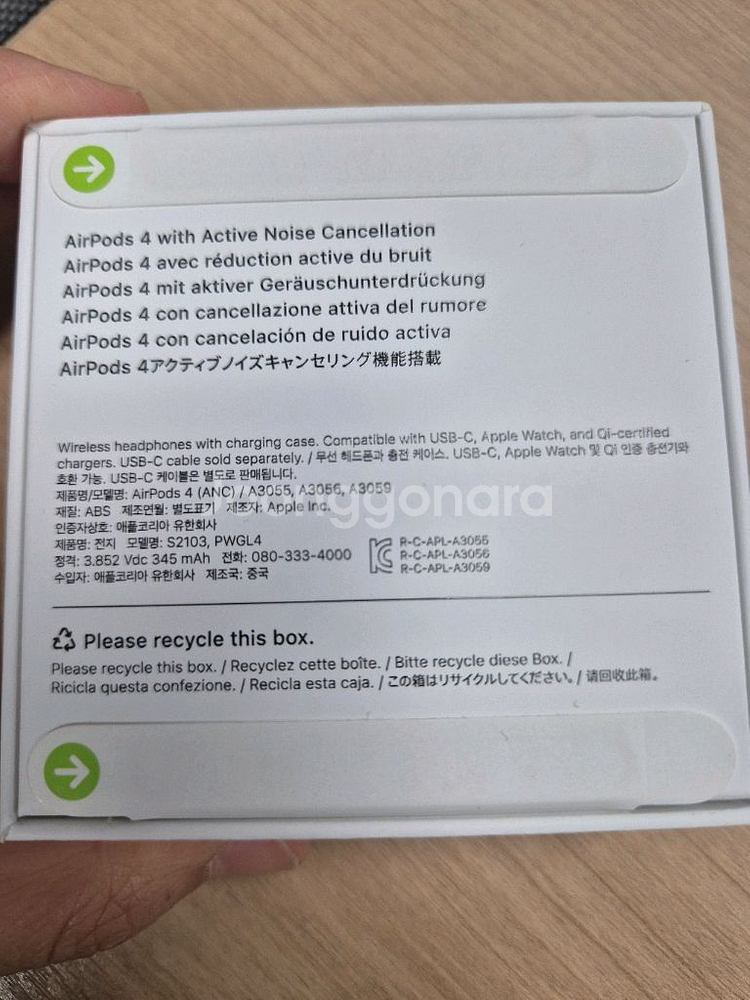 AirPods 4 with Active Noise Cancellation
AirPods 4 avec réduction active du bruit
AirPods 4 mit aktiver Geräuschunterdrückung
AirPods 4 con cancellazione attiva del rumore
AirPods 4 con cancelación de ruido activa
AirPods 4アクティブノイズキャンセリング機能搭載
Wireless headphones with charging case. Compatible with USB-C, Apple Watch, and Qi-certified
chargers. USB-C cable sold separately. / 무선 헤드폰과 충전 케이스. USB-C, Apple Watch 및 Qi 인증 충전기와
호환 가능. USB-C 케이블은 별도로 판매됩니다.
제품명/모델명: AirPods 4 (ANC) / A3055, A3056, A3059
재질: ABS 제조연월: 별도표기 제조자: Apple Inc.
인증자상호: 애플코리아 유한회사
제품명: 전지 모델명: S2103, PWGL4
정격: 3.852 Vdc 345 mAh 전화: 080-333-4000
수입자: 애플코리아 유한회사 제조국: 중국
R-C-APL-A3055
R-C-APL-A3056
R-C-APL-A3059
Please recycle this box.
Please recycle this box. / Recyclez cette boîte. / Bitte recycle diese Box. /
Ricicla questa confezione. / Recicla esta caja. / この箱はリサイクルしてください。/ 请回收此箱。